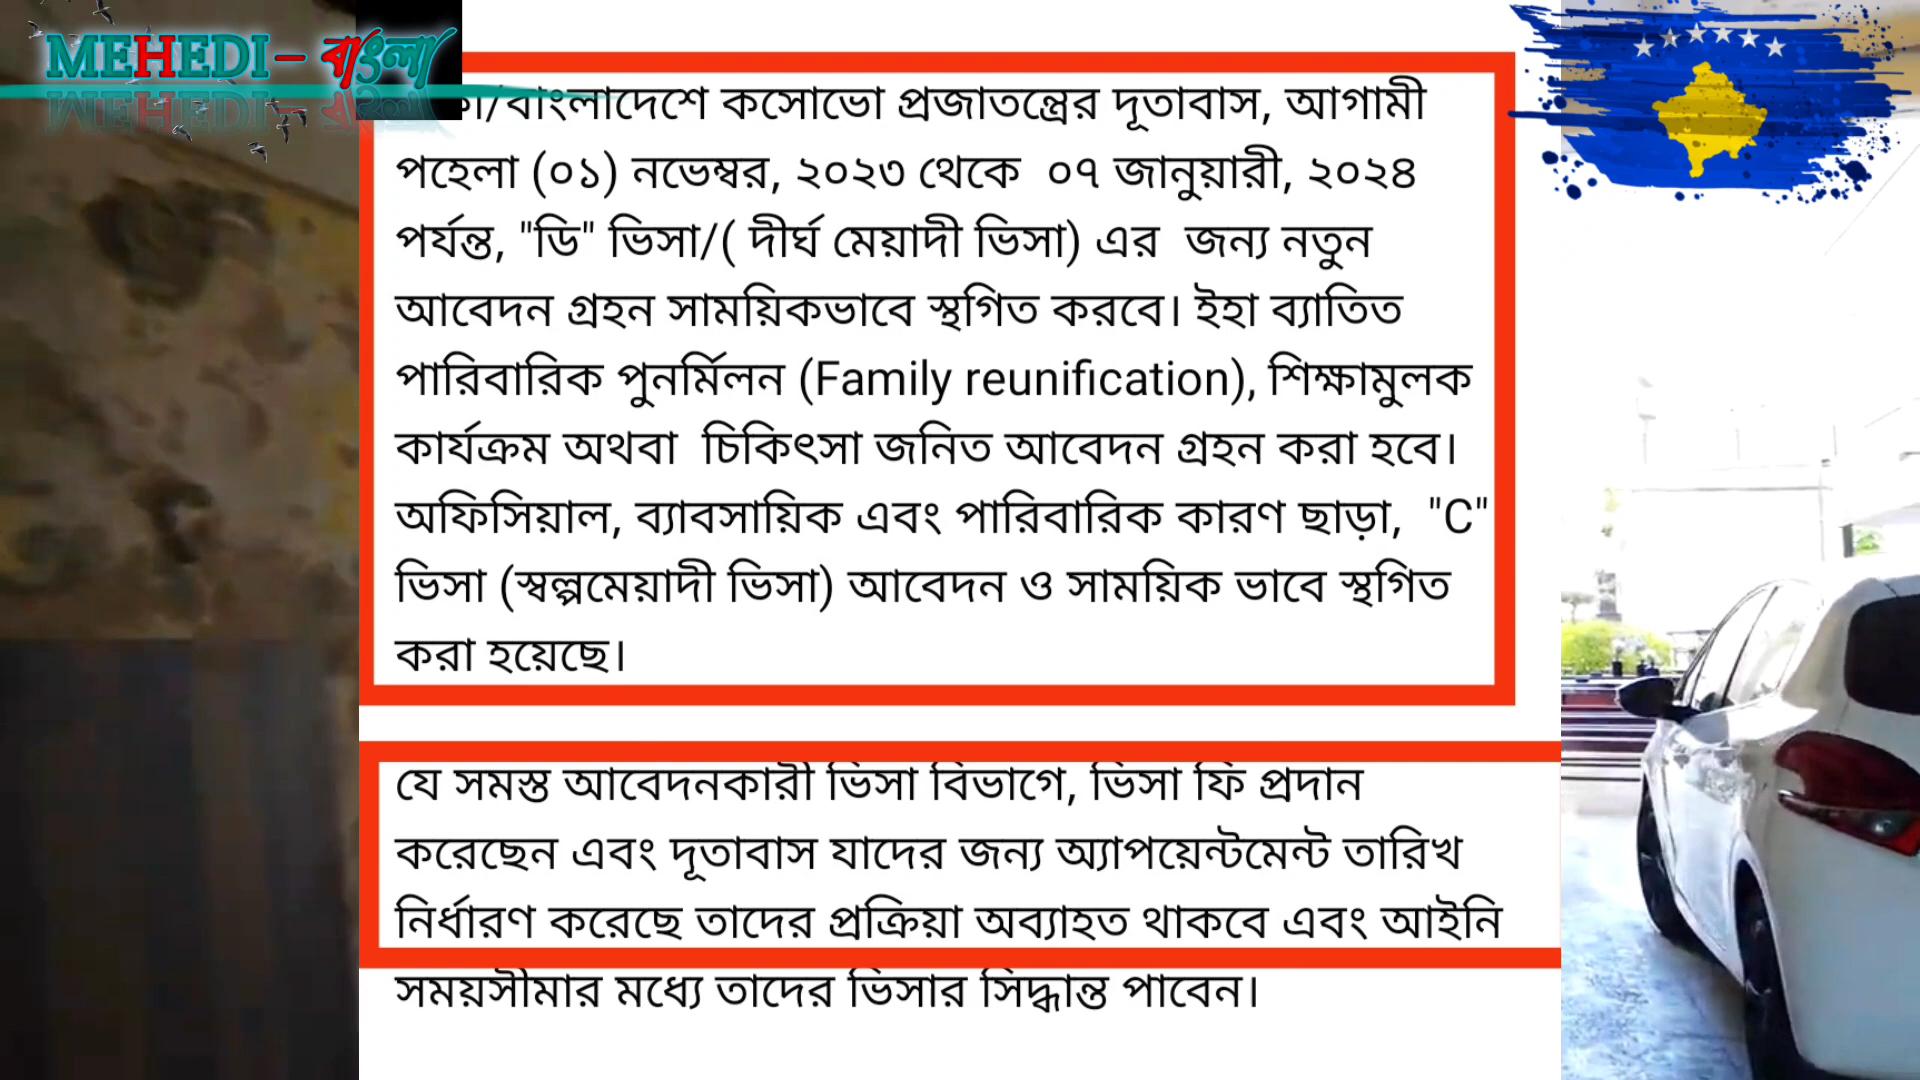 MEHEDI- বাংলা
/বাংলাদেশে কসোভো প্রজাতন্ত্রের দূতাবাস, আগামী
পহেলা (০১) নভেম্বর, ২০২৩ থেকে ০৭ জানুয়ারী, ২০২৪
পর্যন্ত, "ডি" ভিসা/( দীর্ঘ মেয়াদী ভিসা) এর জন্য নতুন
আবেদন গ্রহন সাময়িকভাবে স্থগিত করবে। ইহা ব্যাতিত
পারিবারিক পুনর্মিলন (Family reunification), শিক্ষামুলক
কার্যক্রম অথবা চিকিৎসা জনিত আবেদন গ্রহন করা হবে।
অফিসিয়াল, ব্যাবসায়িক এবং পারিবারিক কারণ ছাড়া, "C"
ভিসা (স্বল্পমেয়াদী ভিসা) আবেদন ও সাময়িক ভাবে স্থগিত
করা হয়েছে।
যে সমস্ত আবেদনকারী ভিসা বিভাগে, ভিসা ফি প্রদান
করেছেন এবং দূতাবাস যাদের জন্য অ্যাপয়েন্টমেন্ট তারিখ
নির্ধারণ করেছে তাদের প্রক্রিয়া অব্যাহত থাকবে এবং আইনি
সময়সীমার মধ্যে তাদের ভিসার সিদ্ধান্ত পাবেন।